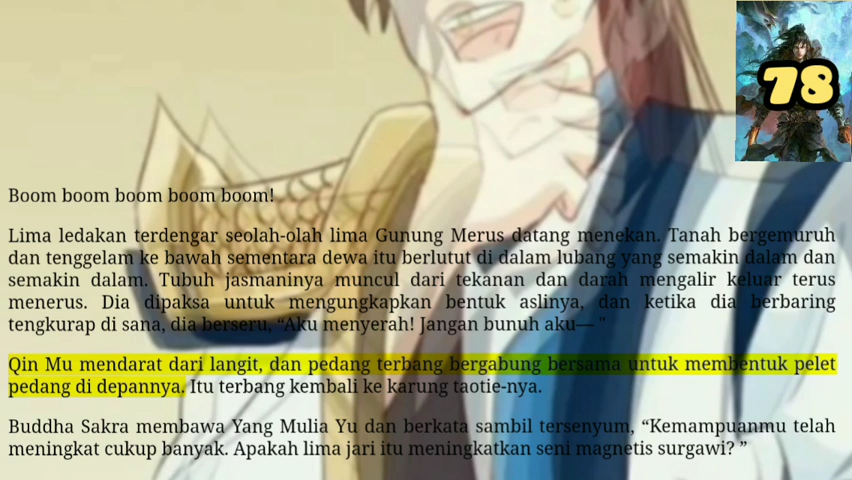 78
Boom boom boom boom boom!
Lima ledakan terdengar seolah-olah lima Gunung Merus datang menekan. Tanah bergemuruh
dan tenggelam ke bawah sementara dewa itu berlutut di dalam lubang yang semakin dalam dan
semakin dalam. Tubuh jasmaninya muncul dari tekanan dan darah mengalir keluar terus
menerus. Dia dipaksa untuk mengungkapkan bentuk aslinya, dan ketika dia berbaring
tengkurap di sana, dia berseru, “Aku menyerah! Jangan bunuh aku— ”
Qin Mu mendarat dari langit, dan pedang terbang bergabung bersama untuk membentuk pelet
pedang di depannya. Itu terbang kembali ke karung taotie-nya.
Buddha Sakra membawa Yang Mulia Yu dan berkata sambil tersenyum, “Kemampuanmu telah
meningkat cukup banyak. Apakah lima jari itu meningkatkan seni magnetis surgawi? ”